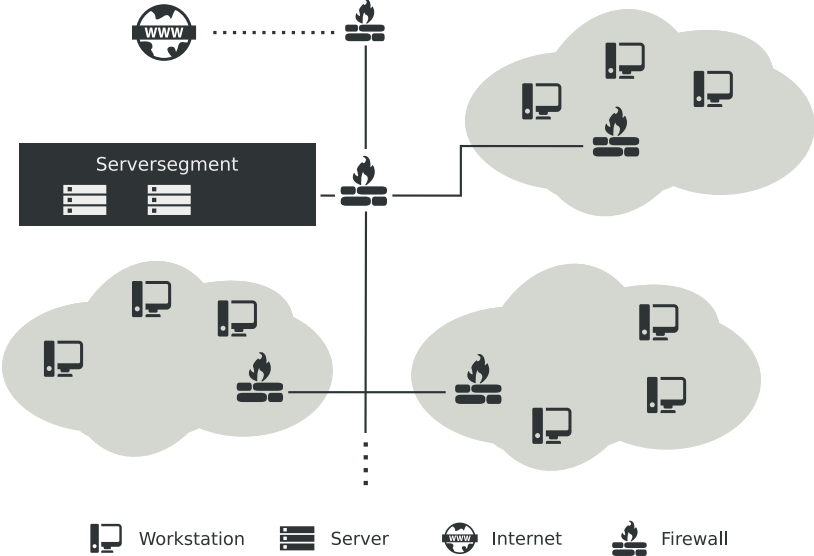 WWW
Serversegment
Workstation
Server
WWW
Internet
Firewall